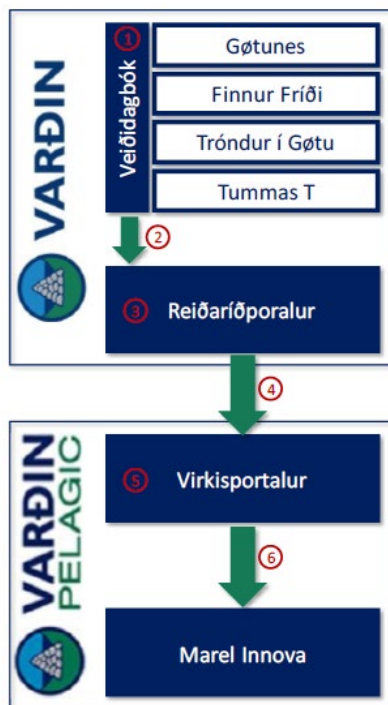 VARÐIN
Veiðidagbók
1
Gøtunes
Finnur Fríði
Tróndur í Gøtu
Tummas T
2
3
Reiðaríðporalur
4
VARÐIN
PELAGIC
5
Virkisportalur
6
Marel Innova